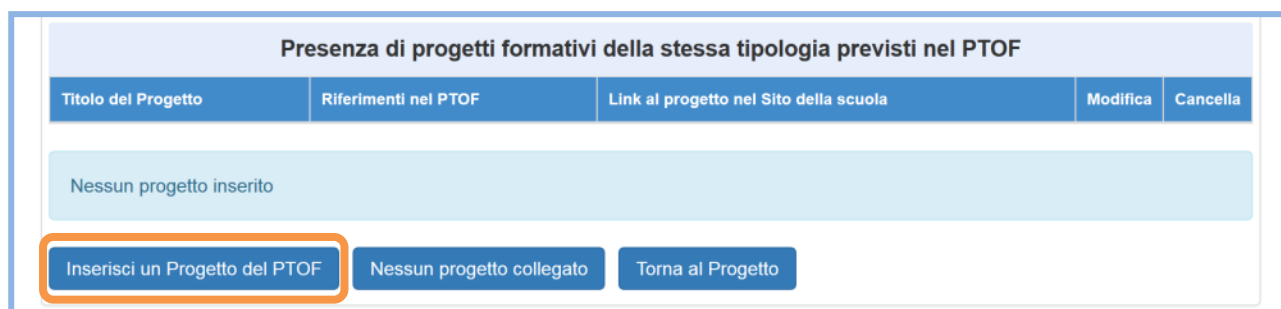 Presenza di progetti formativi della stessa tipologia previsti nel PTOF
Titolo del Progetto Riferimenti nel PTOF Link al progetto nel Sito della scuola Modifica Cancella
Nessun progetto inserito
Inserisci un Progetto del PTOF Nessun progetto collegato Torna al Progetto